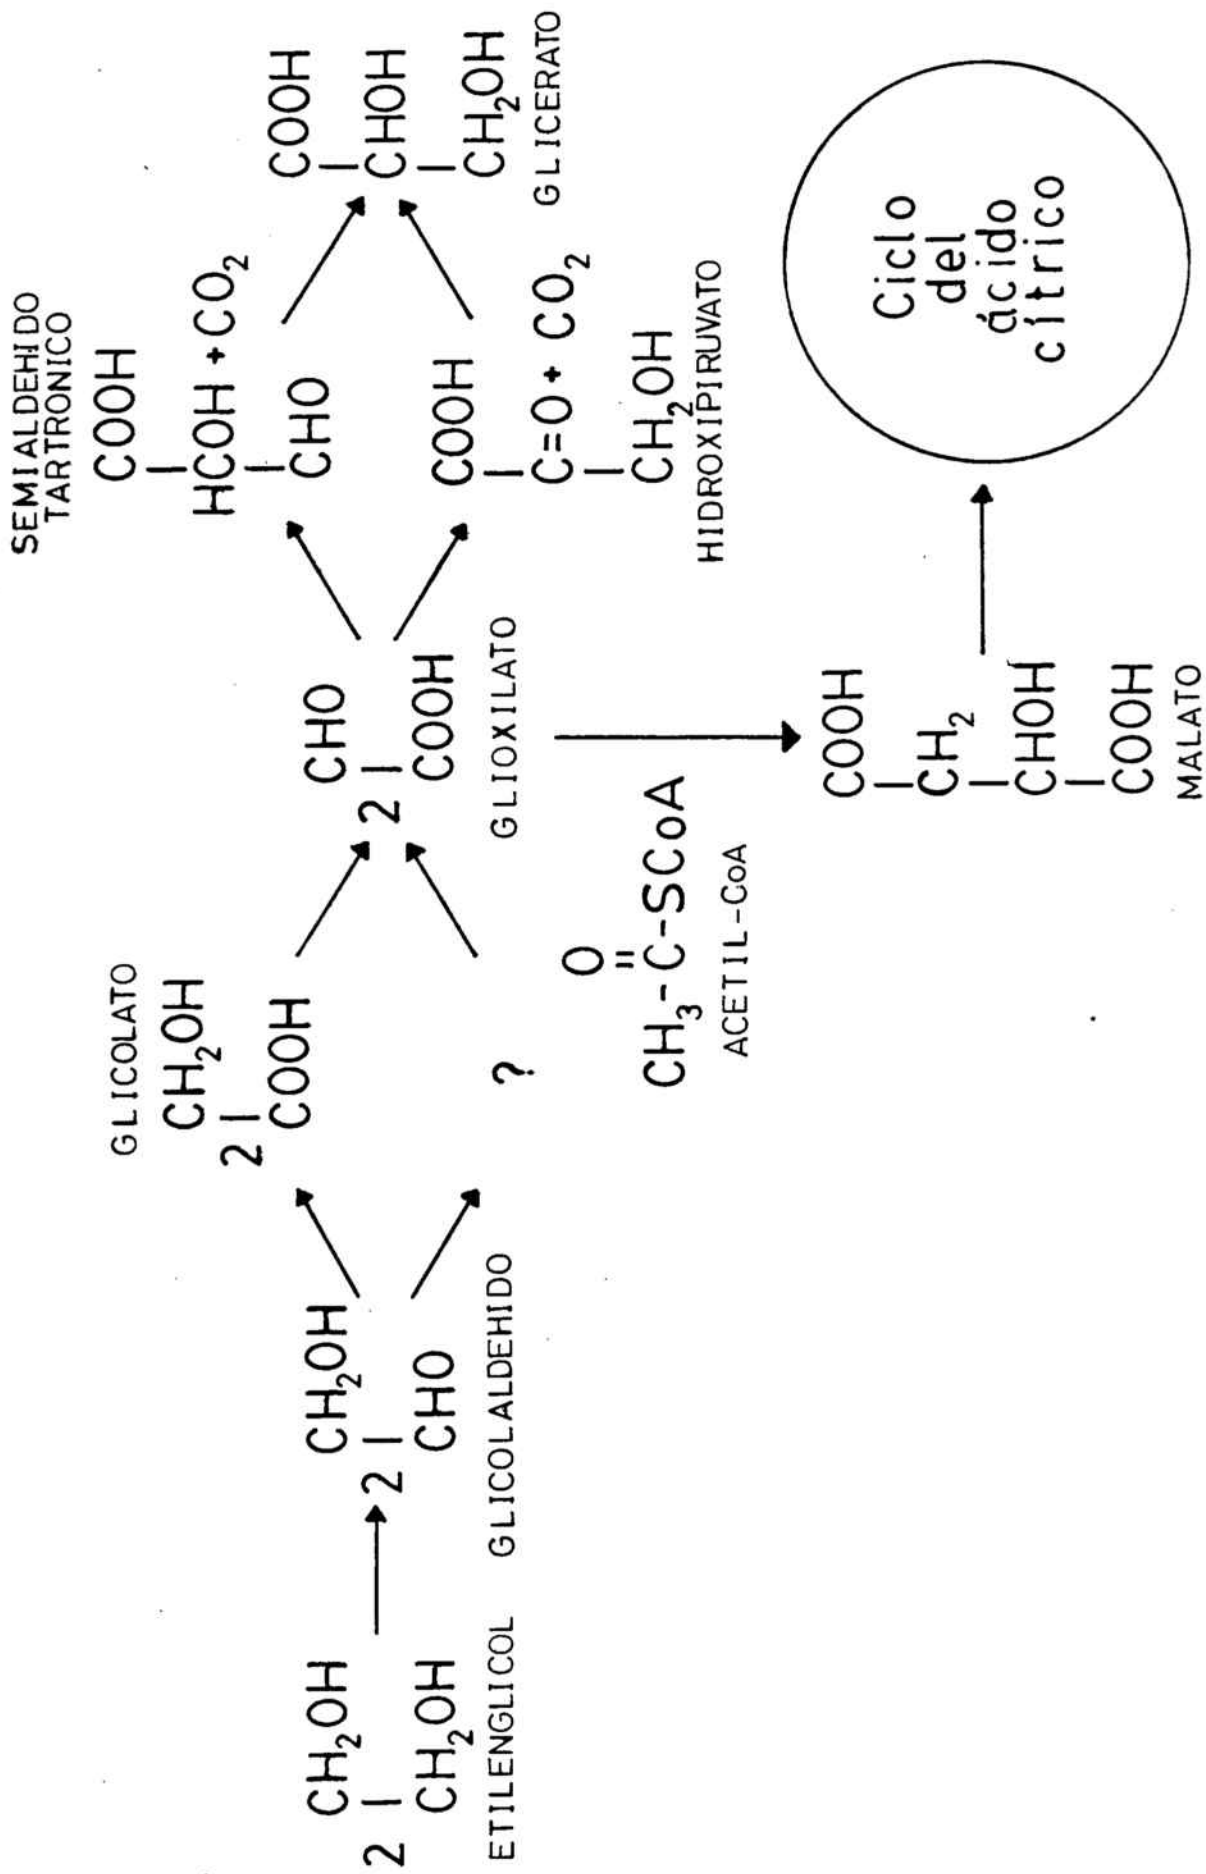 GLICOLATO
CH₂OH
2 |
COOH
SEMIALDEHIDO
TARTRONICO
COOH
|
HCOH + CO₂
|
CHO
CH₂OH
2 |
CH₂OH
ETILENGLICOL
CH₂OH
2 |
CHO
GLICOLALDEHIDO
?
CHO
2 |
COOH
GLIOXILATO
COOH
|
C=O + CO₂
|
CH₂OH
HIDROXIPIRUVATO
COOH
|
CHOH
|
CH₂OH
GLICERATO
O
=
CH₃-C-SCoA
ACETIL-CoA
COOH
|
CH₂
|
CHOH
|
COOH
MALATO
Ciclo
del
ácido
cítrico